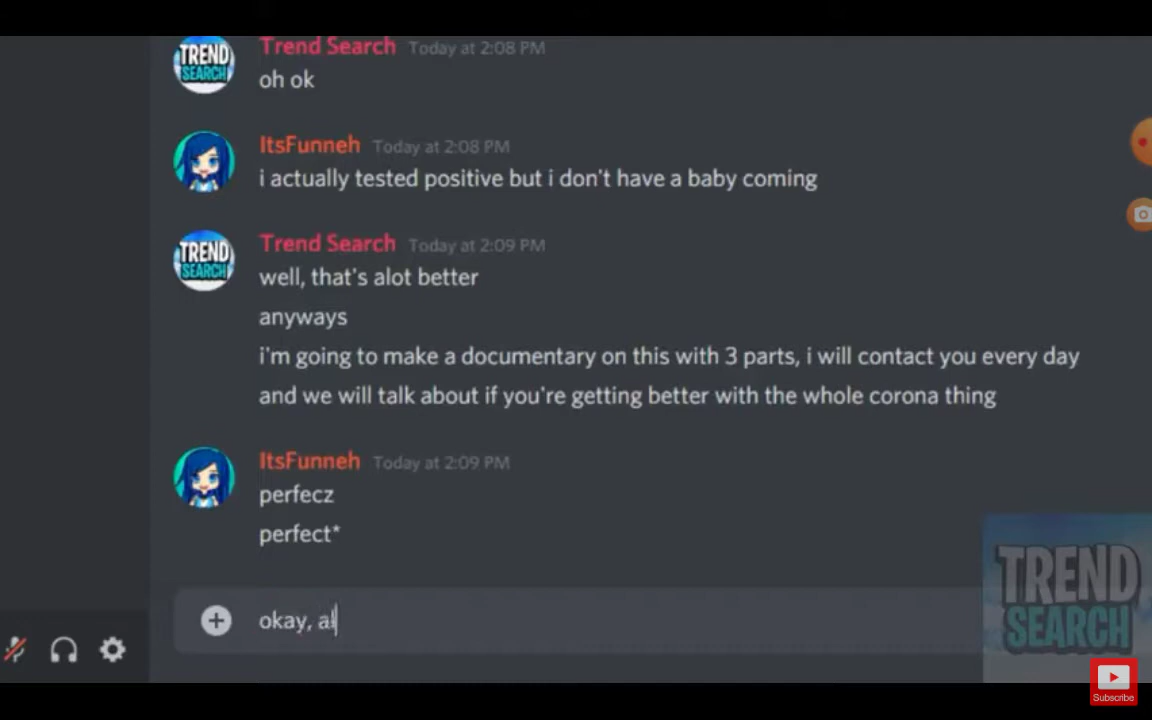 TREND
SEARCH
Trend Search Today at 2:08 PM
oh ok
ItsFunneh Today at 2:08 PM
i actually tested positive but i don't have a baby coming
TREND
SEARCH
Trend Search Today at 2:09 PM
well, that's alot better
anyways
i'm going to make a documentary on this with 3 parts, i will contact you every day
and we will talk about if you're getting better with the whole corona thing
ItsFunneh Today at 2:09 PM
perfecz
perfect*
okay, al
TREND
SEARCH
Subscribe